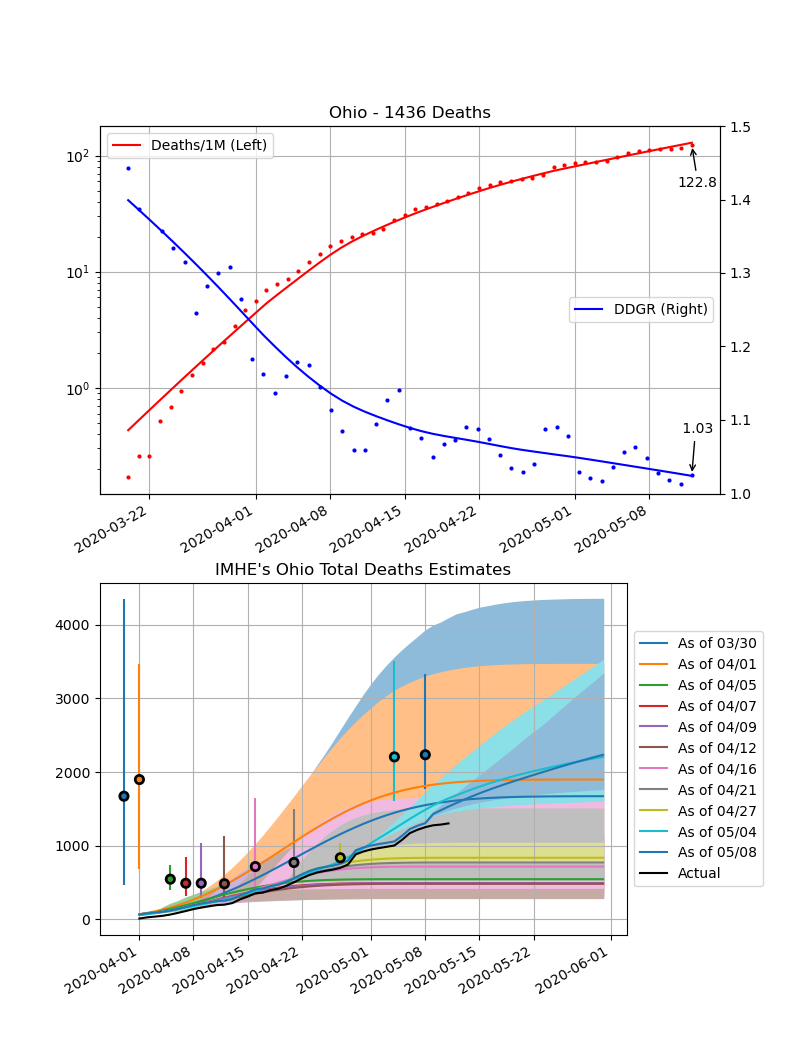 Ohio - 1436 Deaths
Deaths/1M (Left)
DDGR (Right)
122.8
1.03
10²
10¹
10⁰
1.5
1.4
1.3
1.2
1.1
1.0
2020-03-22
2020-04-01
2020-04-08
2020-04-15
2020-04-22
2020-05-01
2020-05-08
IMHE's Ohio Total Deaths Estimates
4000
3000
2000
1000
0
2020-04-01
2020-04-08
2020-04-15
2020-04-22
2020-05-01
2020-05-08
2020-05-15
2020-05-22
2020-06-01
As of 03/30
As of 04/01
As of 04/05
As of 04/07
As of 04/09
As of 04/12
As of 04/16
As of 04/21
As of 04/27
As of 05/04
As of 05/08
Actual